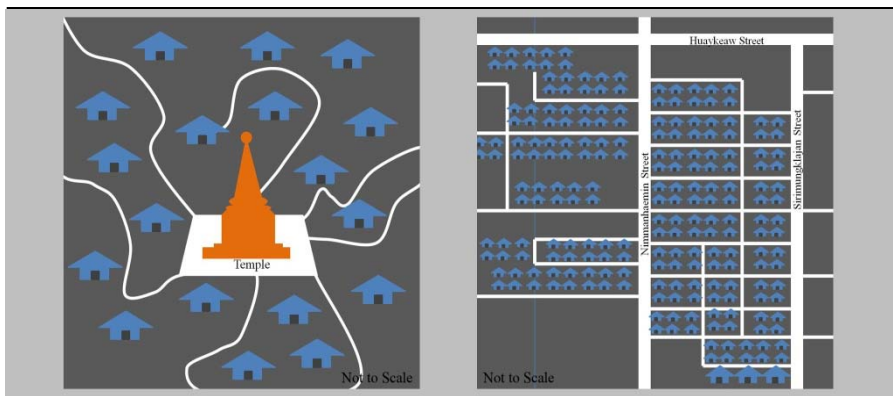 Temple
Not to Scale
Huaykeaw Street
Nimmanhaemin Street
Sirimungklajan Street
Not to Scale